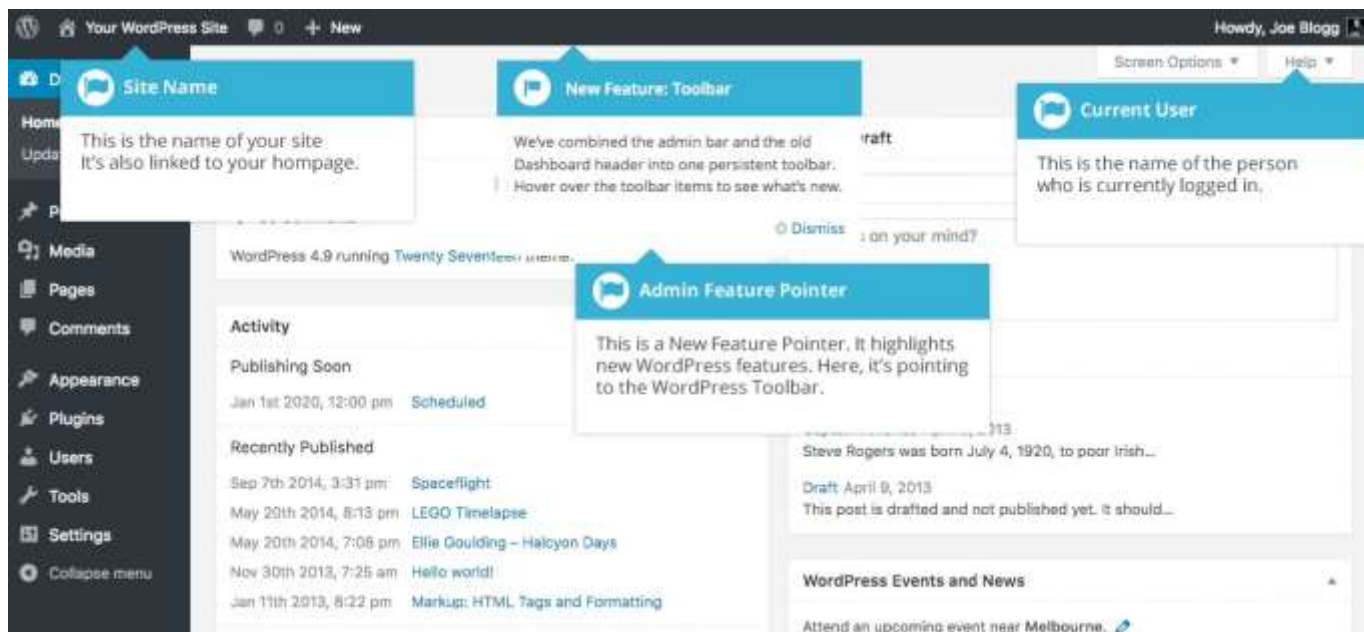 Your WordPress Site 0 New Howdy, Joe Blogg
Screen Options Help
D
Home
Site Name
This is the name of your site
It's also linked to your hompage.
New Feature: Toolbar
We've combined the admin bar and the old
Dashboard header into one persistent toolbar.
Hover over the toolbar items to see what's new.
Dismiss
Current User
This is the name of the person
who is currently logged in.
Media
Pages
Comments
Appearance
Plugins
Users
Tools
Settings
Collapse menu
WordPress 4.9 running Twenty Seventeen theme.
Admin Feature Pointer
This is a New Feature Pointer. It highlights
new WordPress features. Here, it's pointing
to the WordPress Toolbar.
Activity
Publishing Soon
Jan 1st 2020, 12:00 pm Scheduled
Recently Published
Sep 7th 2014, 3:31 pm Spaceflight
May 20th 2014, 8:13 pm LEGO Timelapse
May 20th 2014, 7:08 pm Ellie Goulding – Halcyon Days
Nov 30th 2013, 7:25 am Hello world!
Jan 11th 2013, 8:22 pm Markup: HTML Tags and Formatting
raft
on your mind?
2013
Steve Rogers was born July 4, 1920, to poor Irish...
Draft April 9, 2013
This post is drafted and not published yet. It should...
WordPress Events and News
Attend an upcoming event near Melbourne.